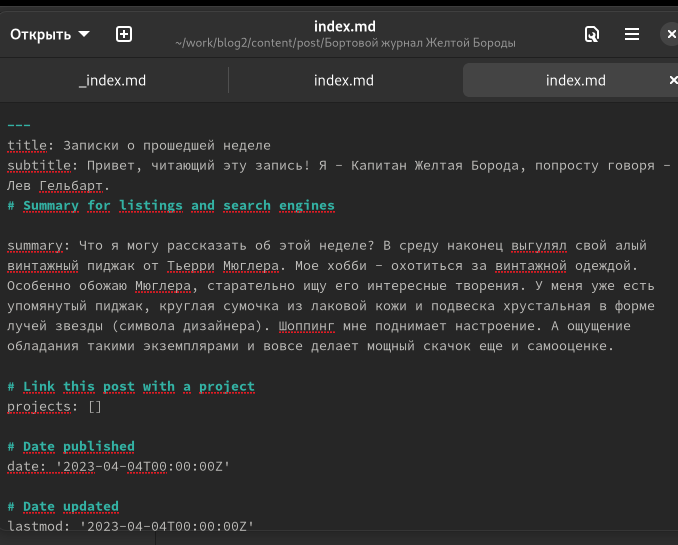 Открыть
index.md
~/work/blog2/content/post/Бортовой журнал Желтой Бороды
_index.md index.md index.md
---
title: Записки о прошедшей неделе
subtitle: Привет, читающий эту запись! Я - Капитан Желтая Борода, попросту говоря -
Лев Гельбарт.
# Summary for listings and search engines
summary: Что я могу рассказать об этой неделе? В среду наконец выгулял свой алый
винтажный пиджак от Тьерри Мюглера. Мое хобби - охотиться за винтажной одеждой.
Особенно обожаю Мюглера, старательно ищу его интересные творения. У меня уже есть
упомянутый пиджак, круглая сумочка из лаковой кожи и подвеска хрустальная в форме
лучей звезды (символа дизайнера). Шоппинг мне поднимает настроение. А ощущение
обладания такими экземплярами и вовсе делает мощный скачок еще и самооценке.
# Link this post with a project
projects: []
# Date published
date: '2023-04-04T00:00:00Z'
# Date updated
lastmod: '2023-04-04T00:00:00Z'